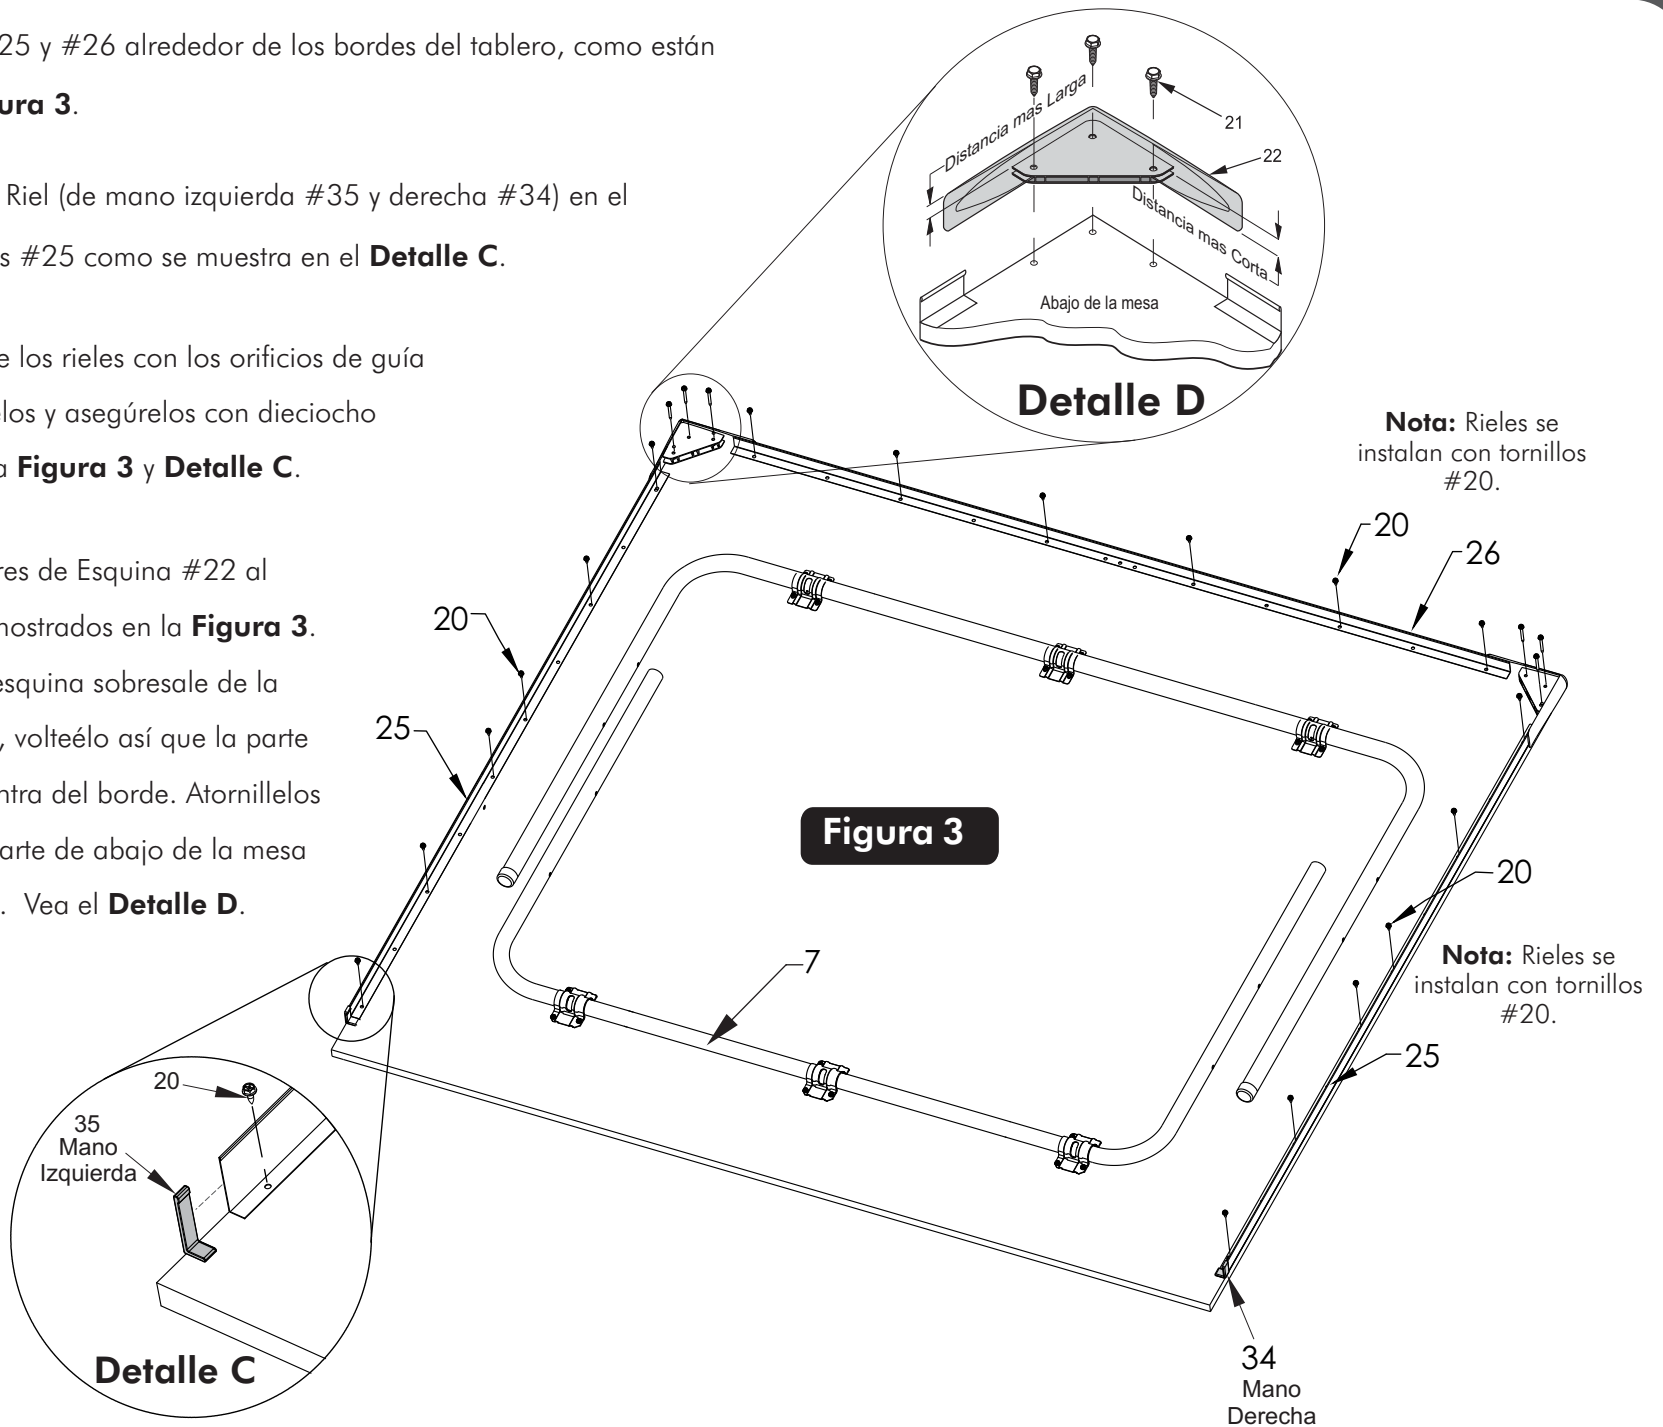 25 y #26 alrededor de los bordes del tablero, como están
ura 3.
Riel (de mano izquierda #35 y derecha #34) en el
s #25 como se muestra en el Detalle C.
e los rieles con los orificios de guía
elos y asegúrelos con dieciocho
a Figura 3 y Detalle C.
res de Esquina #22 al
nostrados en la Figura 3.
esquina sobresale de la
, volteélo así que la parte
ntra del borde. Atornillelos
arte de abajo de la mesa
. Vea el Detalle D.
Distancia mas Larga
21
22
Distancia mas Corta
Abajo de la mesa
Detalle D
Nota: Rieles se
instalan con tornillos
#20.
20
26
20
25
Figura 3
20
Nota: Rieles se
instalan con tornillos
#20.
7
25
20
35
Mano
Izquierda
Detalle C
34
Mano
Derecha